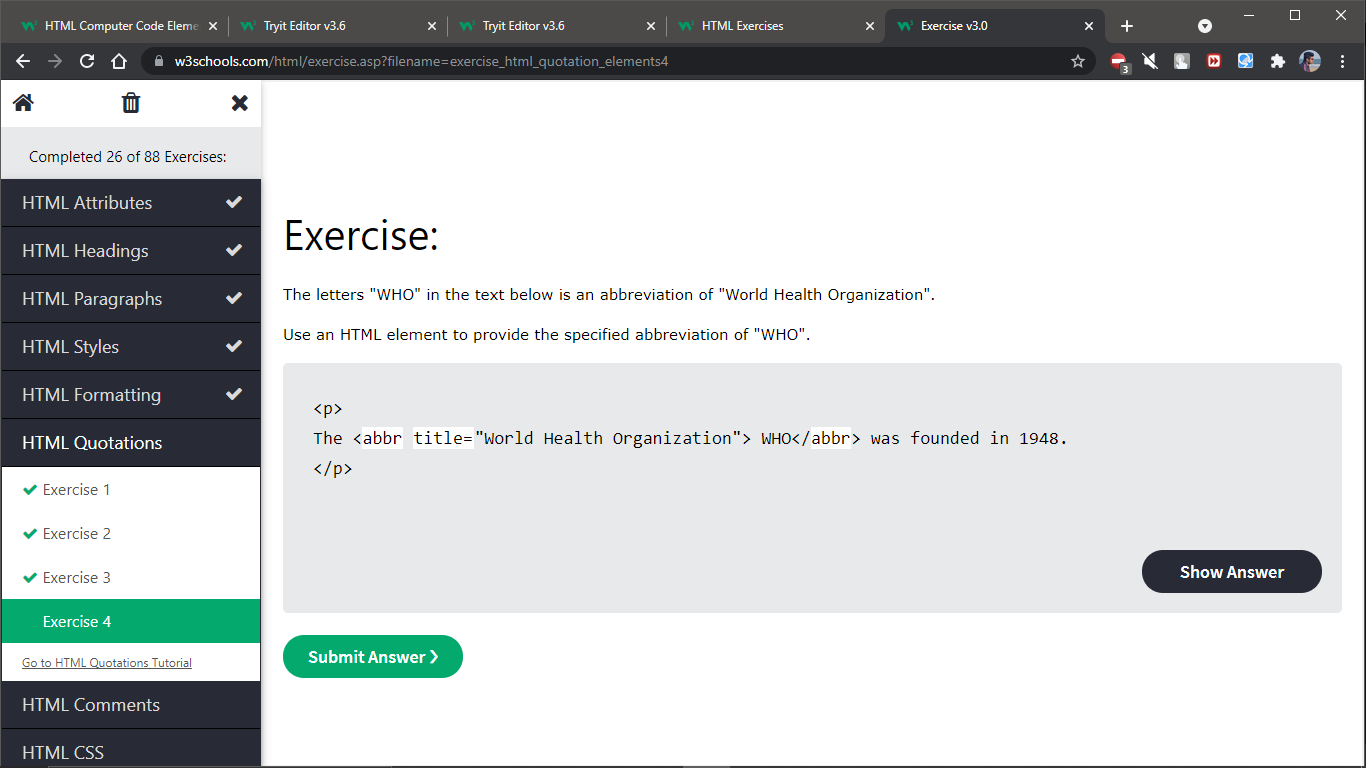 HTML Computer Code Eleme
Tryit Editor v3.6
Tryit Editor v3.6
HTML Exercises
Exercise v3.0
w3schools.com/html/exercise.asp?filename=exercise_html_quotation_elements4
3
Completed 26 of 88 Exercises:
HTML Attributes
HTML Headings
HTML Paragraphs
HTML Styles
HTML Formatting
HTML Quotations
Exercise 1
Exercise 2
Exercise 3
Exercise 4
Go to HTML Quotations Tutorial
HTML Comments
HTML CSS
Exercise:
The letters "WHO" in the text below is an abbreviation of "World Health Organization".
Use an HTML element to provide the specified abbreviation of "WHO".
<p>
The <abbr title="World Health Organization"> WHO</abbr> was founded in 1948.
</p>
Show Answer
Submit Answer ❯